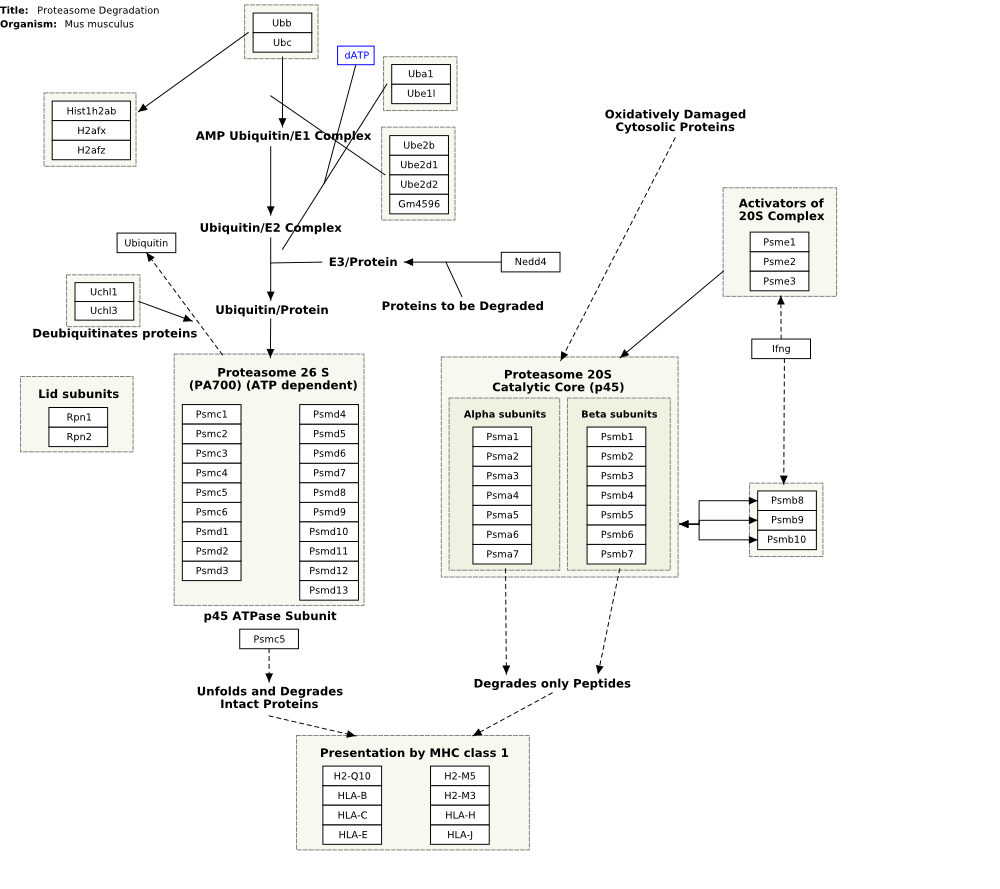 Title: Proteasome Degradation
Organism: Mus musculus
Ubb
Ubc
dATP
Uba1
Ube1l
Hist1h2ab
H2afx
H2afz
AMP Ubiquitin/E1 Complex
Ube2b
Ube2d1
Ube2d2
Gm4596
Oxidatively Damaged
Cytosolic Proteins
Activators of
20S Complex
Psme1
Psme2
Psme3
Ubiquitin/E2 Complex
Ubiquitin
E3/Protein
Nedd4
Uchl1
Uchl3
Deubiquitinates proteins
Ubiquitin/Protein
Proteins to be Degraded
Ifng
Lid subunits
Rpn1
Rpn2
Proteasome 26 S
(PA700) (ATP dependent)
Psmc1
Psmc2
Psmc3
Psmc4
Psmc5
Psmc6
Psmd1
Psmd2
Psmd3
Psmd4
Psmd5
Psmd6
Psmd7
Psmd8
Psmd9
Psmd10
Psmd11
Psmd12
Psmd13
Proteasome 20S
Catalytic Core (p45)
Alpha subunits
Psma1
Psma2
Psma3
Psma4
Psma5
Psma6
Psma7
Beta subunits
Psmb1
Psmb2
Psmb3
Psmb4
Psmb5
Psmb6
Psmb7
Psmb8
Psmb9
Psmb10
p45 ATPase Subunit
Psmc5
Unfolds and Degrades
Intact Proteins
Degrades only Peptides
Presentation by MHC class 1
H2-Q10
HLA-B
HLA-C
HLA-E
H2-M5
H2-M3
HLA-H
HLA-J